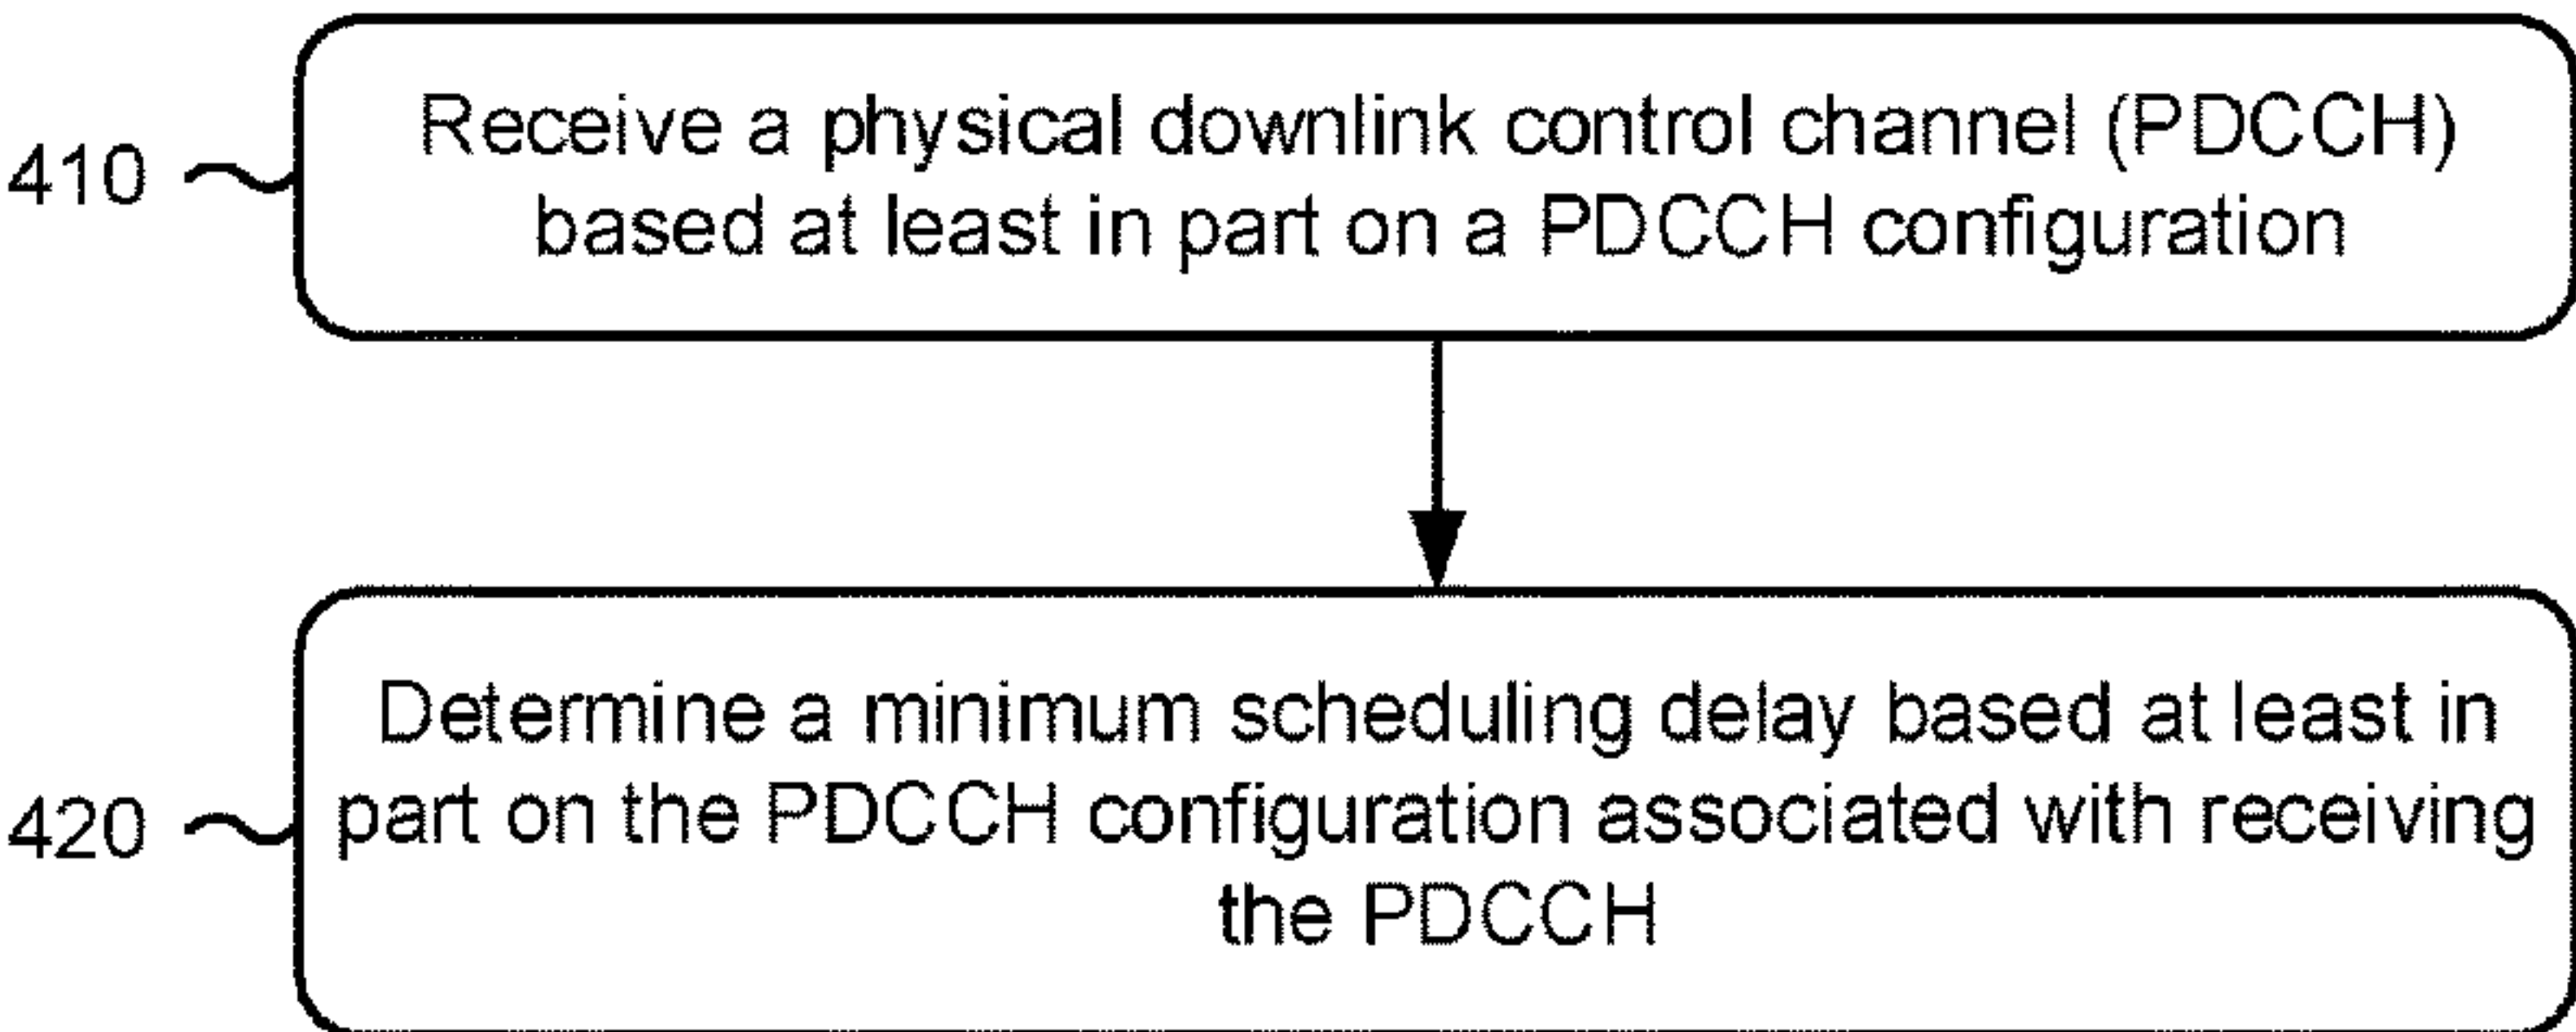 410
Receive a physical downlink control channel (PDCCH)
based at least in part on a PDCCH configuration
420
Determine a minimum scheduling delay based at least in
part on the PDCCH configuration associated with receiving
the PDCCH